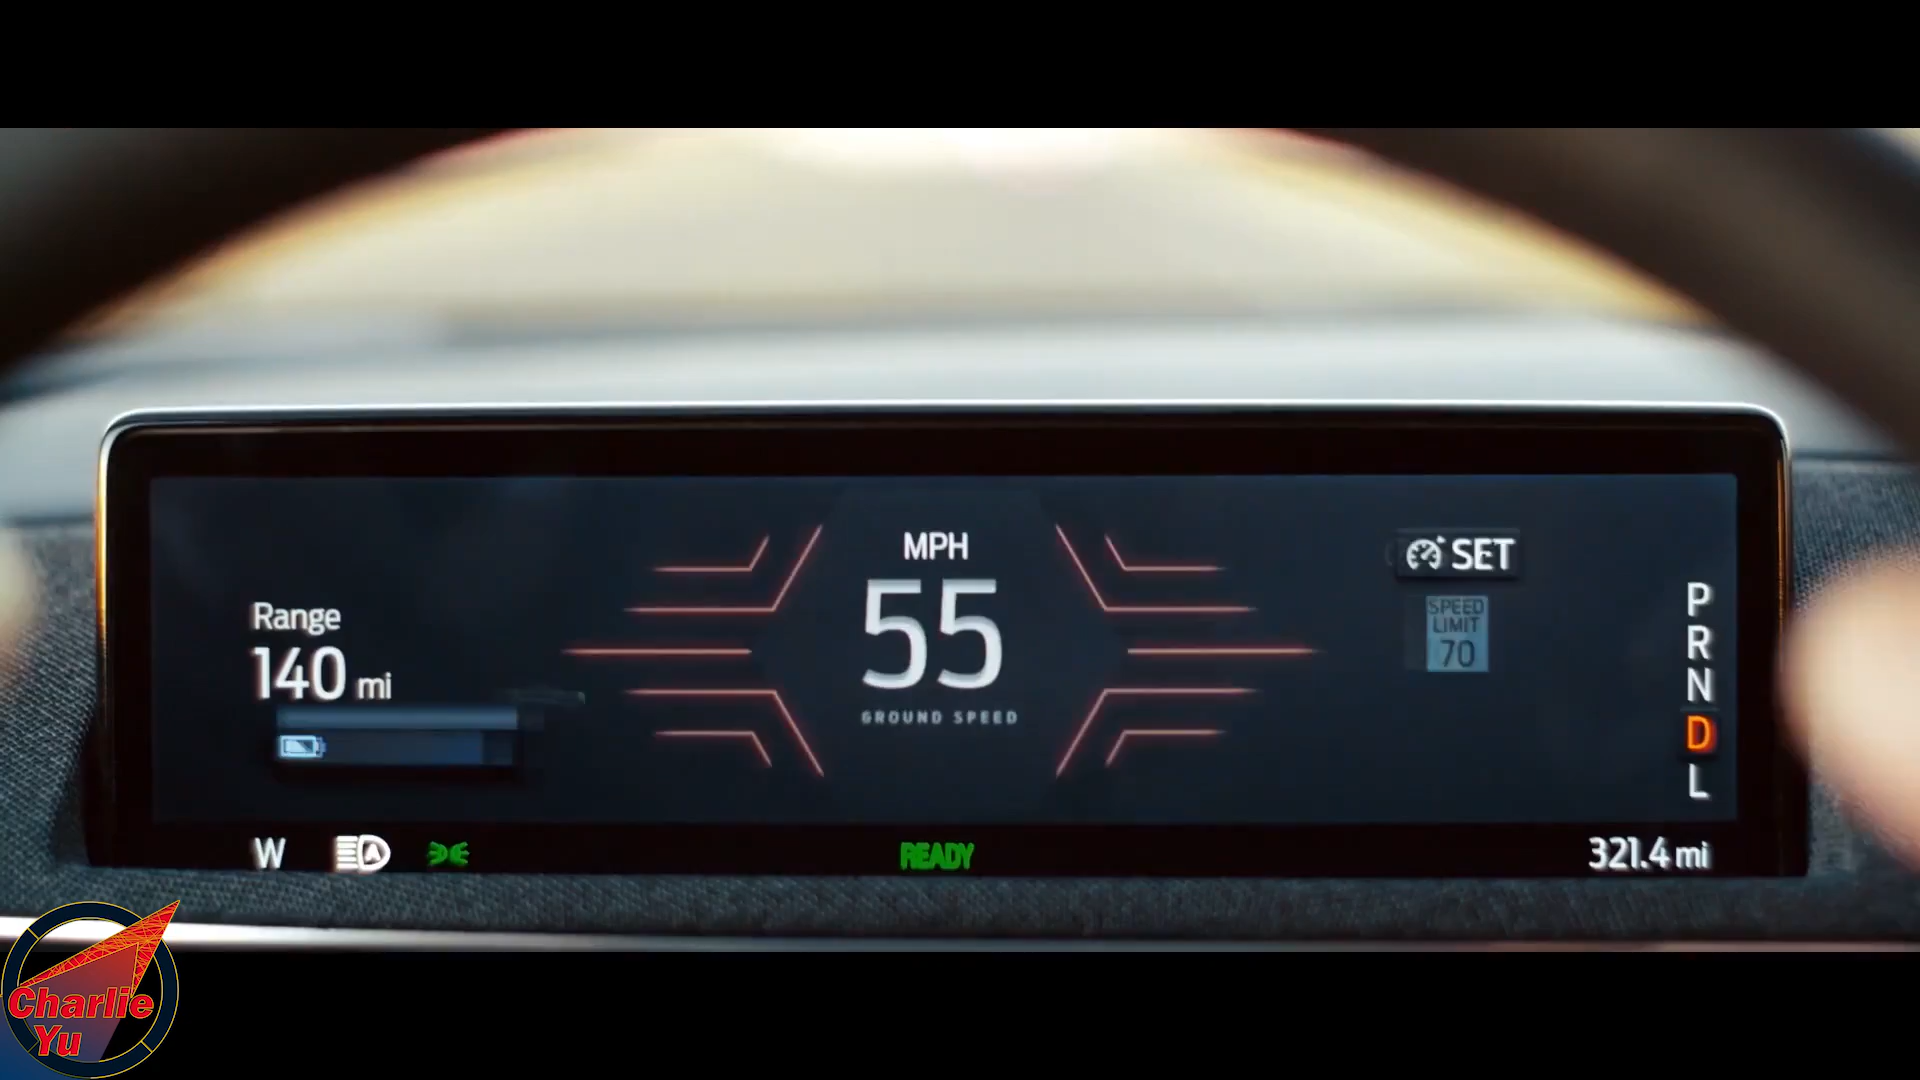 MPH
55
GROUND SPEED
Range
140 mi
SET
SPEED
LIMIT
70
P
R
N
D
L
W
A
READY
321.4 mi
Charlie
Yu